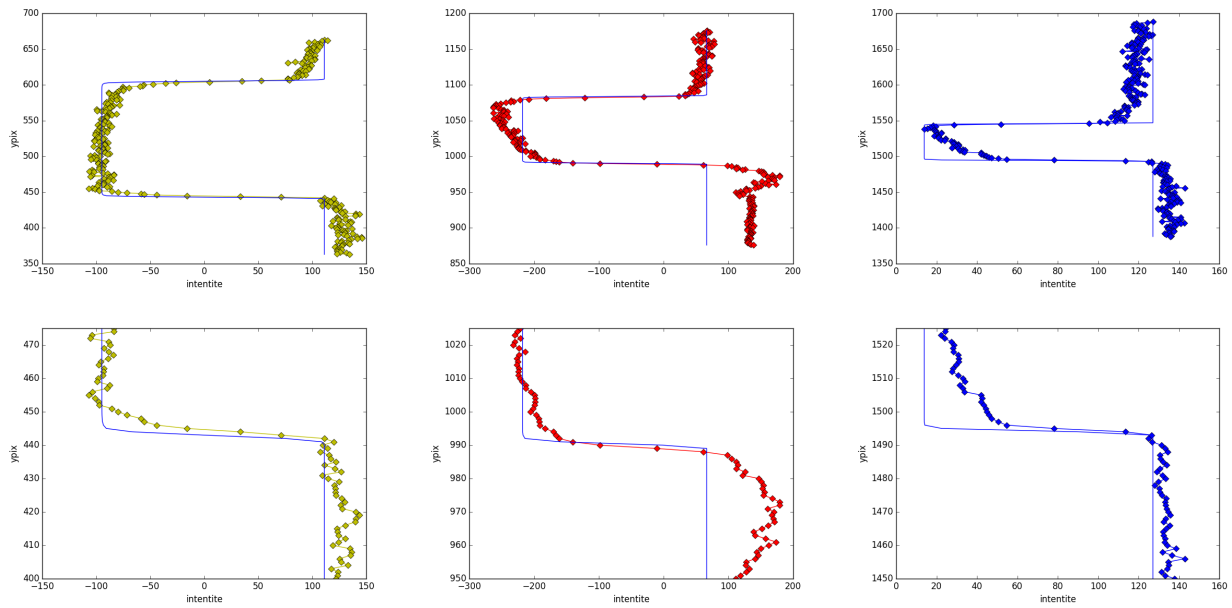 700
650
600
550
500
450
400
350
ypix
−150 −100 −50 0 50 100 150
intentite
1200
1150
1100
1050
1000
950
900
850
ypix
−300 −200 −100 0 100 200
intentite
1700
1650
1600
1550
1500
1450
1400
1350
ypix
0 20 40 60 80 100 120 140 160
intentite
470
460
450
440
430
420
410
400
ypix
−150 −100 −50 0 50 100 150
intentite
1020
1010
1000
990
980
970
960
950
ypix
−300 −200 −100 0 100 200
intentite
1520
1510
1500
1490
1480
1470
1460
1450
ypix
0 20 40 60 80 100 120 140 160
intentite